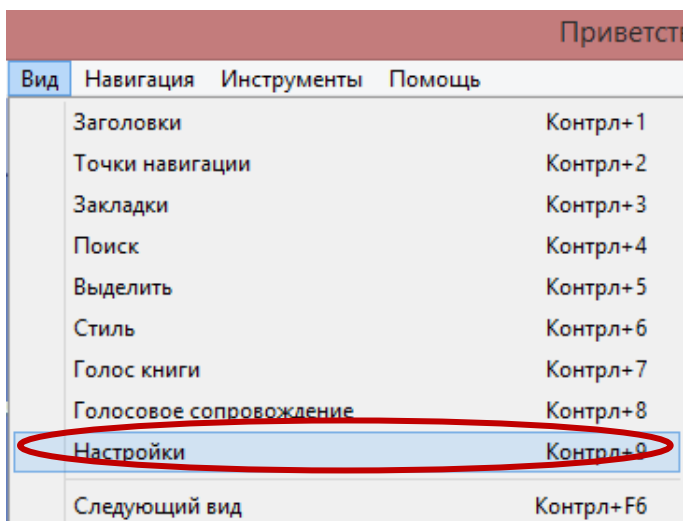 Приветст
Вид Навигация Инструменты Помощь
Заголовки Контрл+1
Точки навигации Контрл+2
Закладки Контрл+3
Поиск Контрл+4
Выделить Контрл+5
Стиль Контрл+6
Голос книги Контрл+7
Голосовое сопровождение Контрл+8
Настройки Контрл+9
Следующий вид Контрл+F6